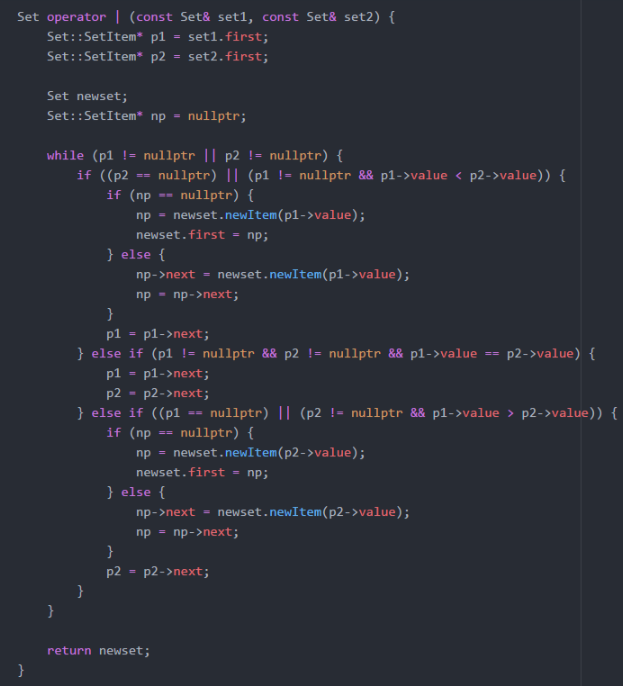 Set operator | (const Set& set1, const Set& set2) {
    Set::SetItem* p1 = set1.first;
    Set::SetItem* p2 = set2.first;

    Set newset;
    Set::SetItem* np = nullptr;

    while (p1 != nullptr || p2 != nullptr) {
        if ((p2 == nullptr) || (p1 != nullptr && p1->value < p2->value)) {
            if (np == nullptr) {
                np = newset.newItem(p1->value);
                newset.first = np;
            } else {
                np->next = newset.newItem(p1->value);
                np = np->next;
            }
            p1 = p1->next;
        } else if (p1 != nullptr && p2 != nullptr && p1->value == p2->value) {
            p1 = p1->next;
            p2 = p2->next;
        } else if ((p1 == nullptr) || (p2 != nullptr && p1->value > p2->value)) {
            if (np == nullptr) {
                np = newset.newItem(p2->value);
                newset.first = np;
            } else {
                np->next = newset.newItem(p2->value);
                np = np->next;
            }
            p2 = p2->next;
        }
    }

    return newset;
}